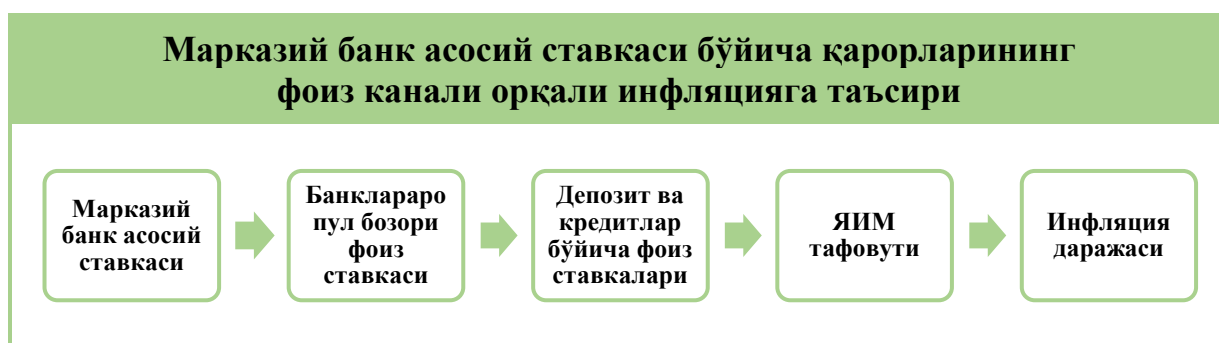 Марказий банк асосий ставкаси бўйича қарорларининг
фоиз канали орқали инфляцияга таъсири
Марказий
банк асосий
ставкаси
Банклараро
пул бозори
фоиз
ставкаси
Депозит ва
кредитлар
бўйича фоиз
ставкалари
ЯИМ
тафовути
Инфляция
даражаси